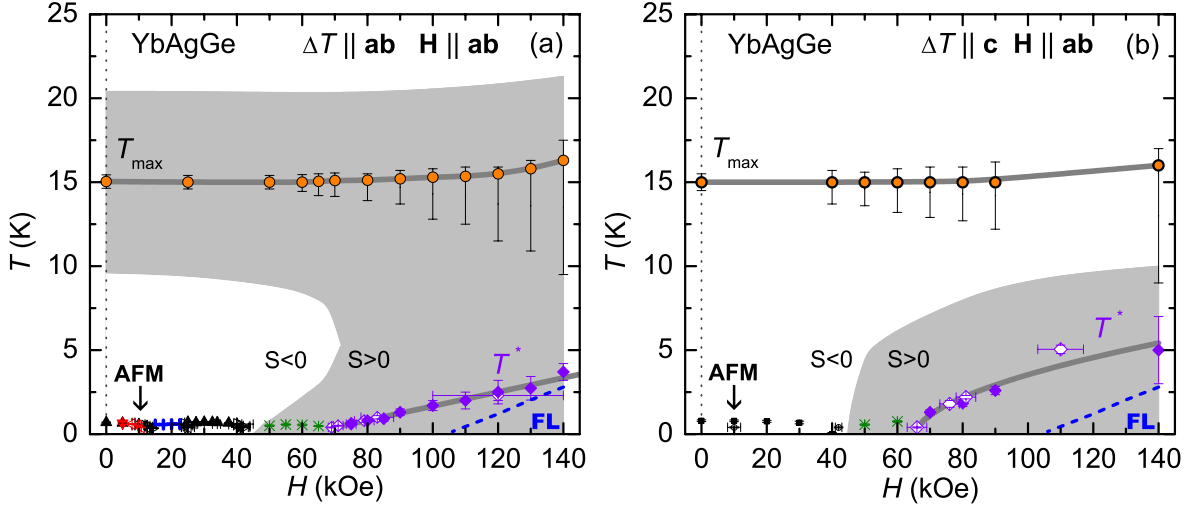 YbAgGe ΔT || ab H || ab (a)
25
20
15
10
5
0
T (K)
T max
S<0 S>0
T *
AFM
FL
0 20 40 60 80 100 120 140
H (kOe)
YbAgGe ΔT || c H || ab (b)
25
20
15
10
5
0
T (K)
T max
T *
S<0 S>0
AFM
FL
0 20 40 60 80 100 120 140
H (kOe)